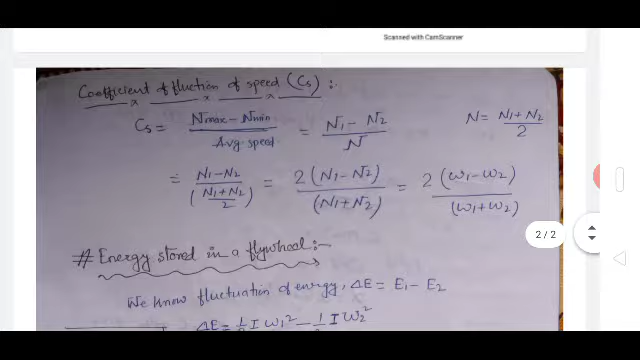 Scanned with CamScanner
Coefficient of fluction of speed (Cs) :-
Cs = Nmax - Nmin / Avg. speed = N1 - N2 / N    N = N1 + N2 / 2
= N1 - N2 / (N1 + N2 / 2) = 2 (N1 - N2) / (N1 + N2) = 2 (ω1 - ω2) / (ω1 + ω2)
2 / 2
# Energy stored in a flywheel :-
We know fluctuation of energy, ΔE = E1 - E2
ΔE = 1/2 I ω1² - 1/2 I ω2²